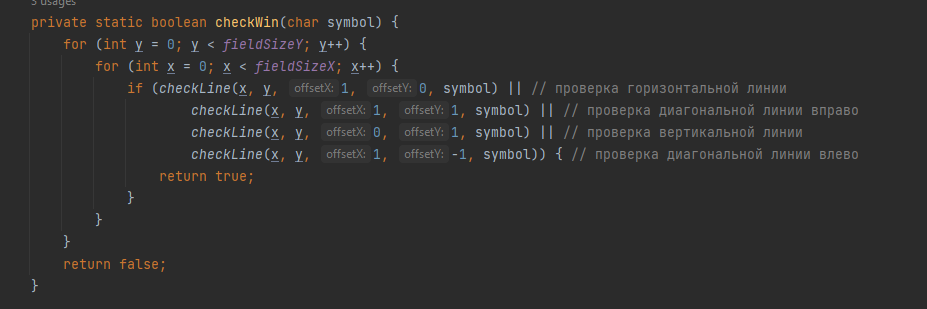 3 usages
private static boolean checkWin(char symbol) {
for (int y = 0; y < fieldSizeY; y++) {
for (int x = 0; x < fieldSizeX; x++) {
if (checkLine(x, y, offsetX: 1, offsetY: 0, symbol) || // проверка горизонтальной линии
checkLine(x, y, offsetX: 1, offsetY: 1, symbol) || // проверка диагональной линии вправо
checkLine(x, y, offsetX: 0, offsetY: 1, symbol) || // проверка вертикальной линии
checkLine(x, y, offsetX: 1, offsetY: -1, symbol)) { // проверка диагональной линии влево
return true;
}
}
}
return false;
}